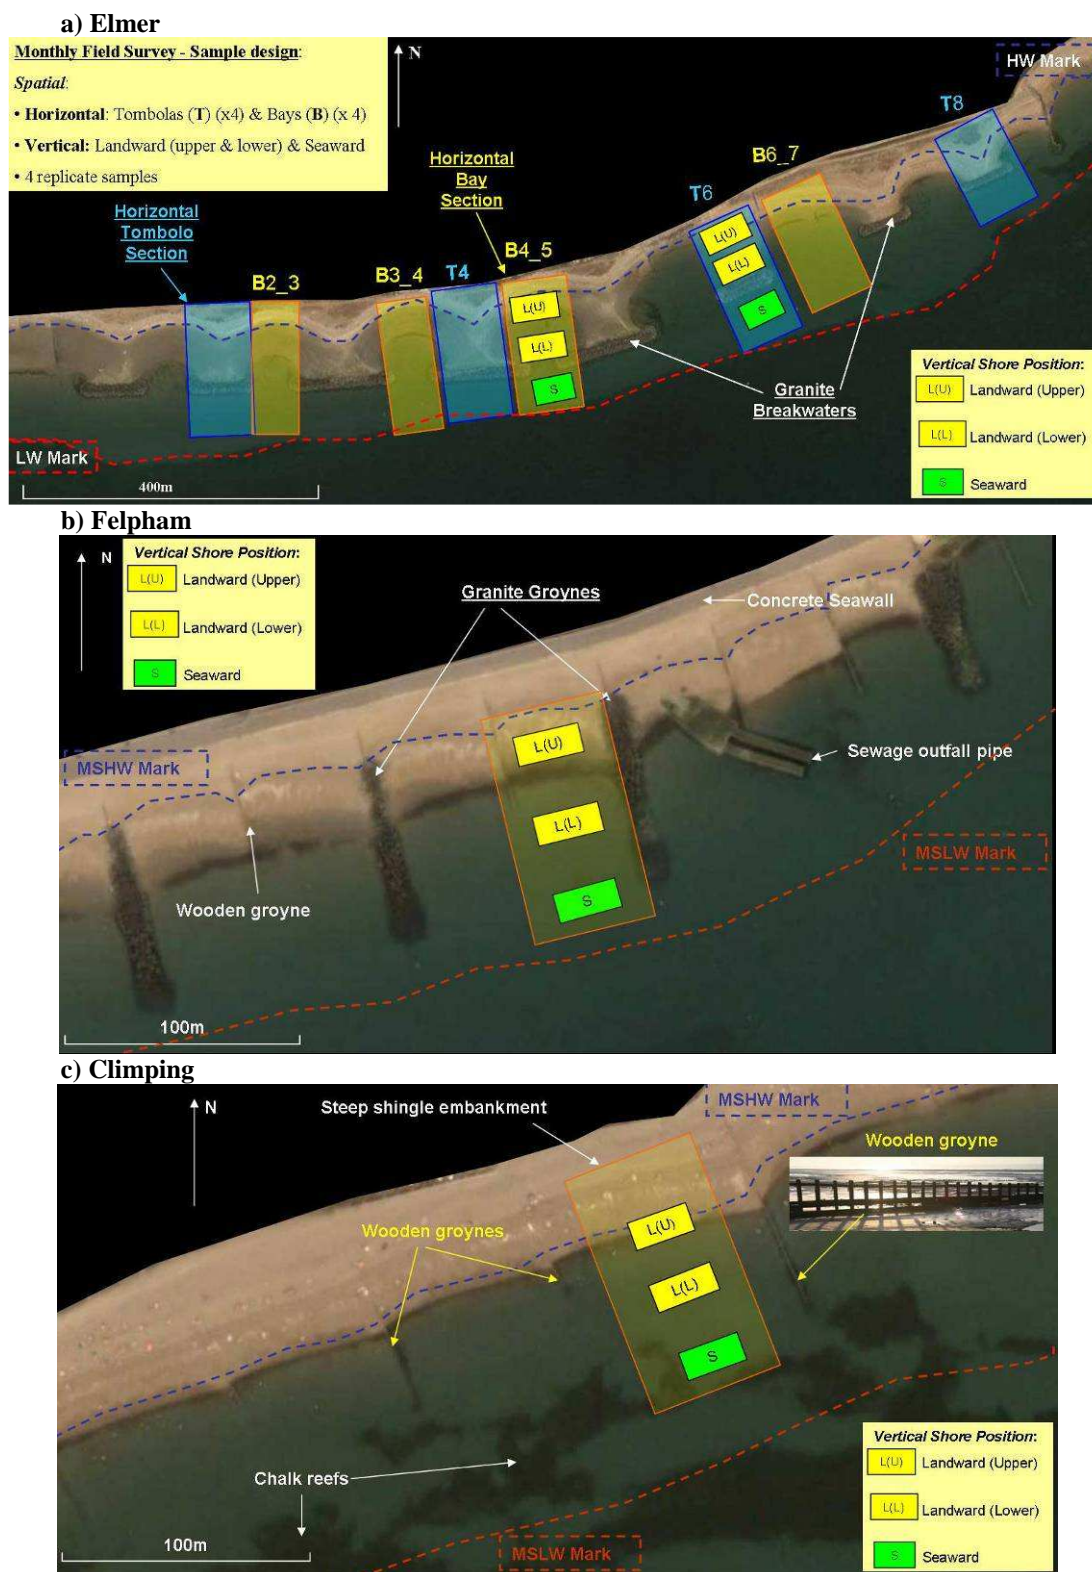 a) Elmer
Monthly Field Survey - Sample design:
Spatial:
• Horizontal: Tombolas (T) (x4) & Bays (B) (x 4)
• Vertical: Landward (upper & lower) & Seaward
• 4 replicate samples
N
HW Mark
T8
Horizontal
Bay
Section
B6_7
T6
Horizontal
Tombolo
Section
B2_3
B3_4
T4
B4_5
L(U)
L(L)
S
L(U)
L(L)
S
Granite
Breakwaters
Vertical Shore Position:
L(U) Landward (Upper)
L(L) Landward (Lower)
S Seaward
LW Mark
400m
b) Felpham
N
Vertical Shore Position:
L(U) Landward (Upper)
L(L) Landward (Lower)
S Seaward
Granite Groynes
Concrete Seawall
L(U)
L(L)
S
Sewage outfall pipe
MSHW Mark
MSLW Mark
Wooden groyne
100m
c) Climping
N
Steep shingle embankment
MSHW Mark
Wooden groyne
Wooden groynes
L(U)
L(L)
S
Chalk reefs
Vertical Shore Position:
L(U) Landward (Upper)
L(L) Landward (Lower)
S Seaward
100m
MSLW Mark